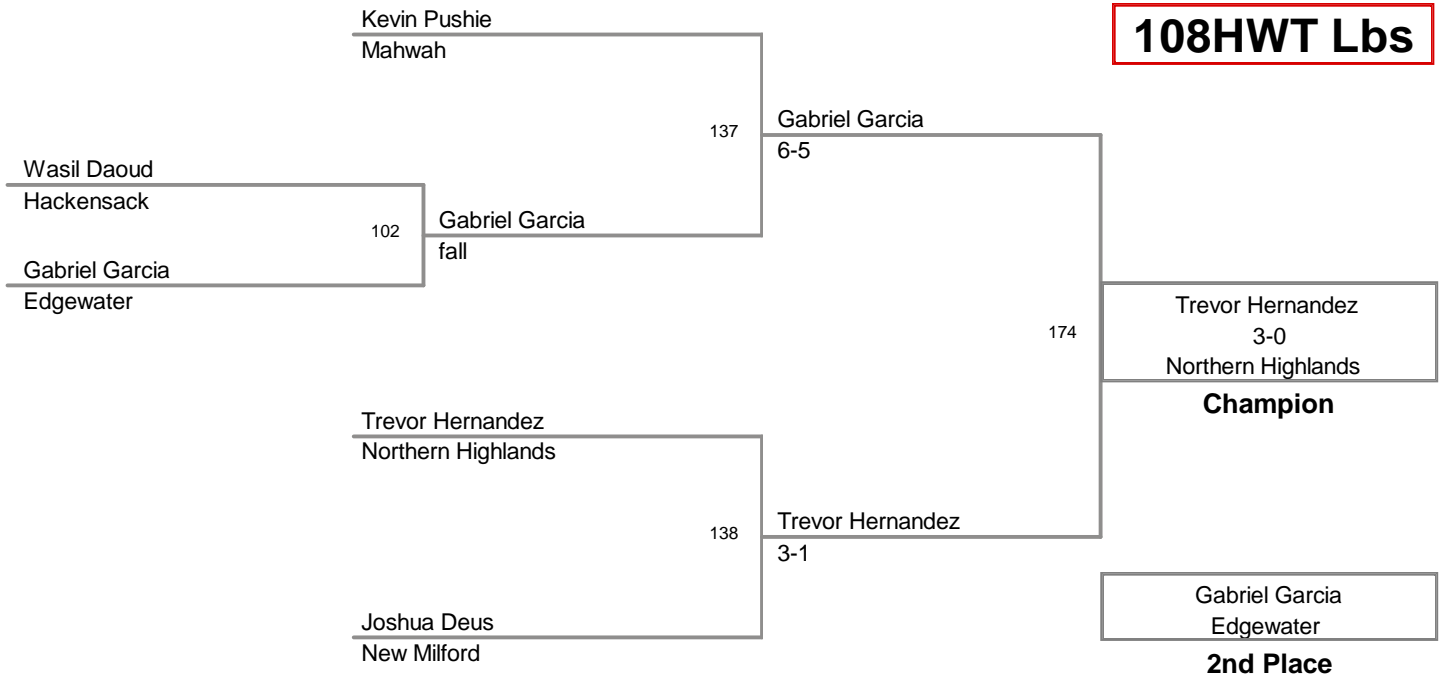 Kevin Pushie
Mahwah
108HWT Lbs
137
Gabriel Garcia
6-5
Wasil Daoud
Hackensack
102
Gabriel Garcia
fall
Gabriel Garcia
Edgewater
174
Trevor Hernandez
3-0
Northern Highlands
Champion
Trevor Hernandez
Northern Highlands
138
Trevor Hernandez
3-1
Joshua Deus
New Milford
Gabriel Garcia
Edgewater
2nd Place